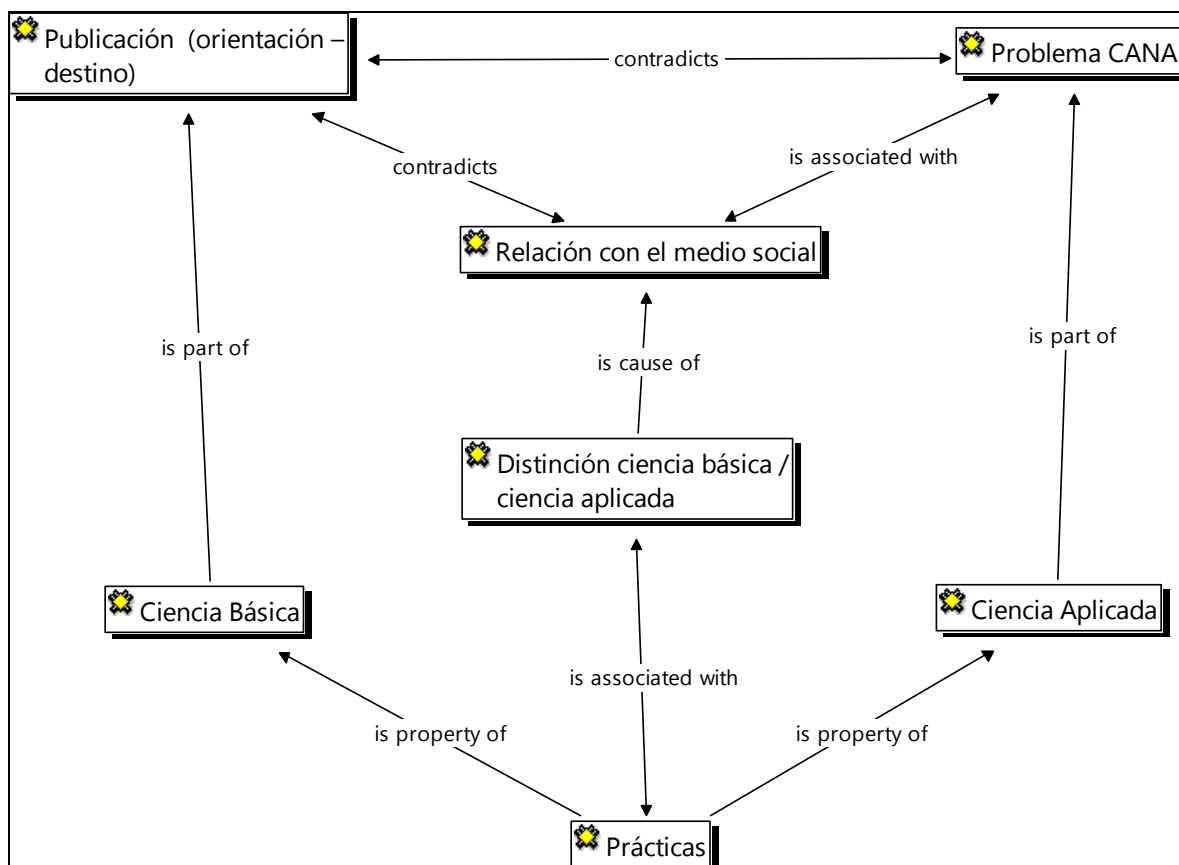 Publicación (orientación –
destino)
contradicts
Problema CANA
contradicts
is associated with
Relación con el medio social
is part of
is cause of
is part of
Distinción ciencia básica /
ciencia aplicada
Ciencia Básica
Ciencia Aplicada
is associated with
is property of
is property of
Prácticas